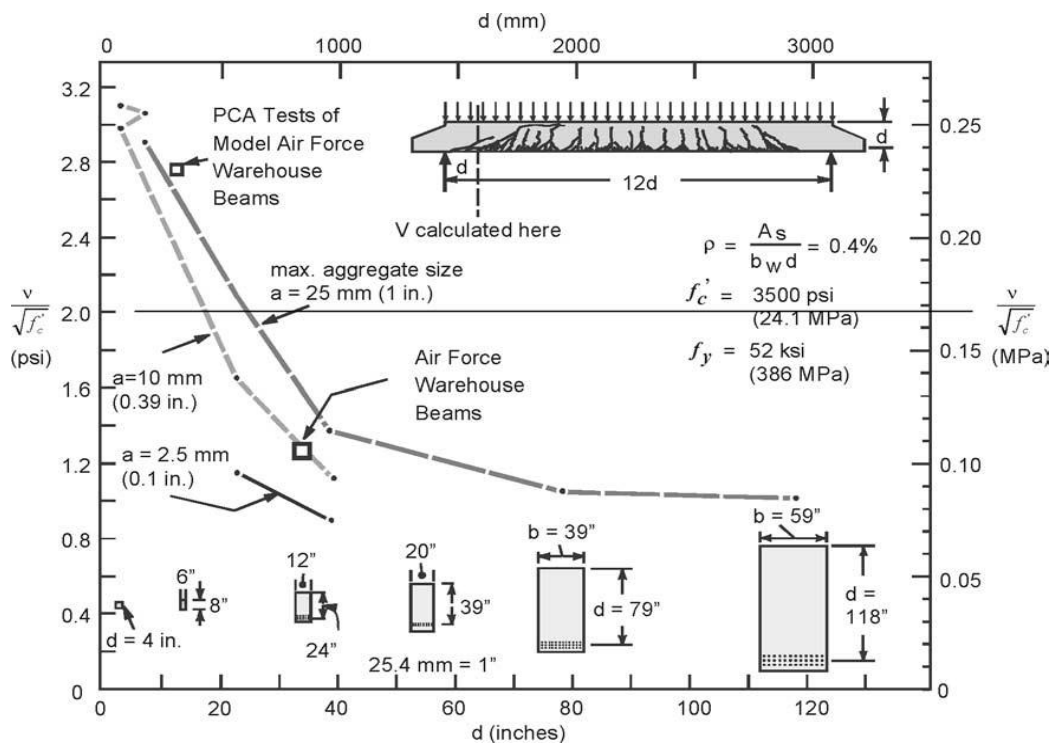 d (mm)
0 1000 2000 3000
3.2
2.8
2.4
2.0
1.6
1.2
0.8
0.4
0
v
√f'c
(psi)
PCA Tests of
Model Air Force
Warehouse
Beams
d
d
12d
V calculated here
ρ = As / bw d = 0.4%
fc' = 3500 psi
(24.1 MPa)
fy = 52 ksi
(386 MPa)
max. aggregate size
a = 25 mm (1 in.)
a=10 mm
(0.39 in.)
Air Force
Warehouse
Beams
a = 2.5 mm
(0.1 in.)
d = 4 in.
6”
8”
12”
24”
20”
39”
b = 39”
d = 79”
b = 59”
d =
118”
25.4 mm = 1”
0.25
0.20
0.15
0.10
0.05
0
v
√f'c
(MPa)
0 20 40 60 80 100 120
d (inches)